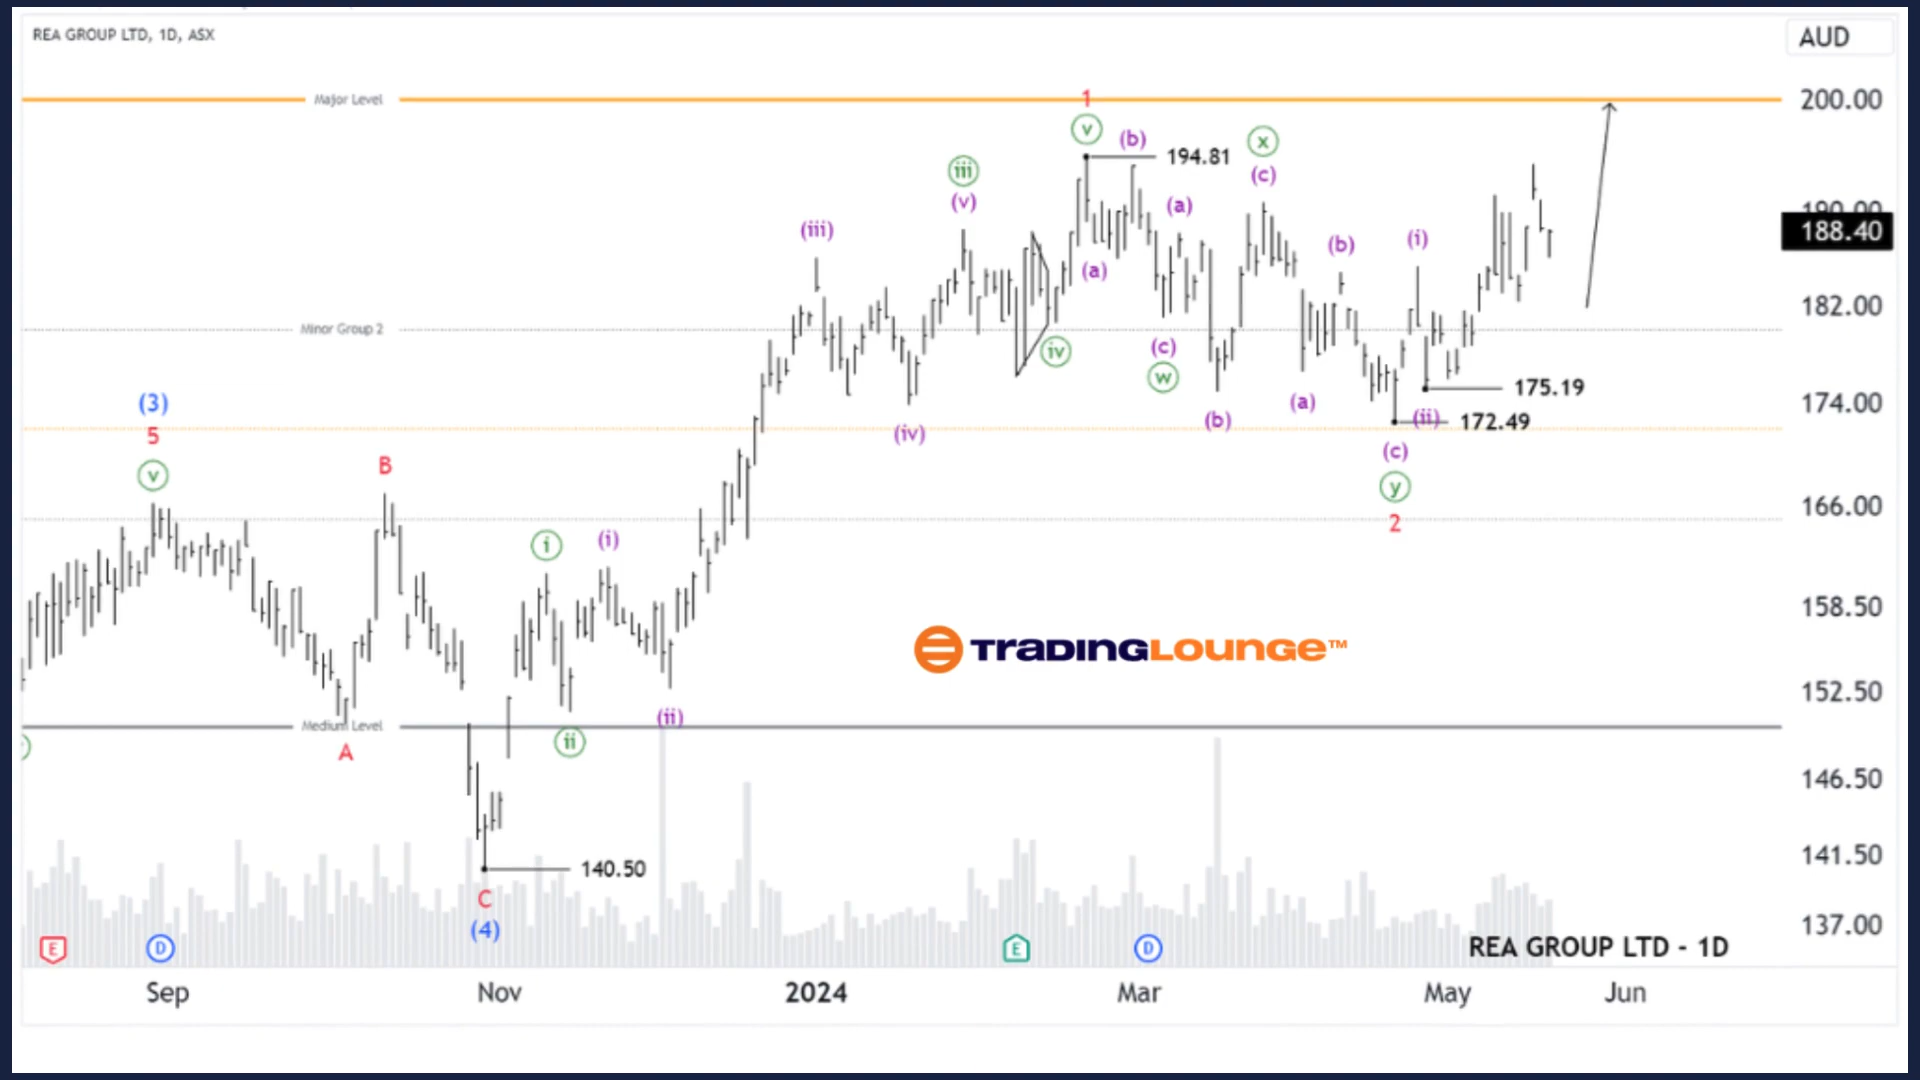 REA GROUP LTD, 1D, ASX
AUD
Major Level
1
200.00
v
(b)
194.81
x
iii
(v)
(c)
(a)
190.00
(iii)
188.40
(b)
(i)
(a)
182.00
Minor Group 2
iv
(c)
w
175.19
(3)
(a)
174.00
5
(iv)
(b)
(ii)
172.49
v
B
(c)
y
166.00
2
i
(i)
158.50
TRADINGLOUNGE™
152.50
(ii)
Medium Level
A
ii
146.50
141.50
140.50
C
(4)
137.00
E
D
E
D
REA GROUP LTD - 1D
Sep
Nov
2024
Mar
May
Jun